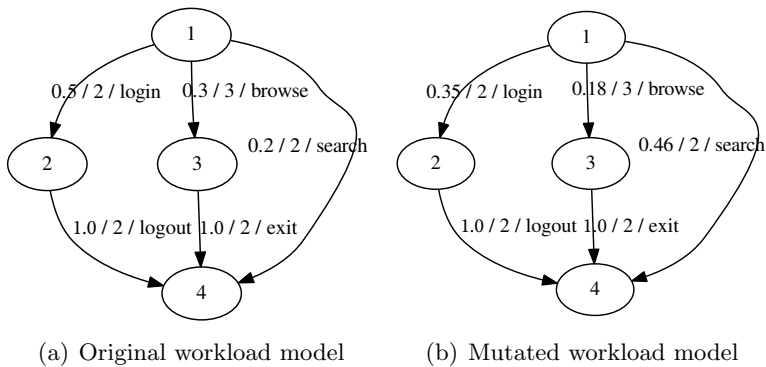 1
0.5 / 2 / login
0.3 / 3 / browse
0.2 / 2 / search
2
3
1.0 / 2 / logout
1.0 / 2 / exit
4
(a) Original workload model
1
0.35 / 2 / login
0.18 / 3 / browse
0.46 / 2 / search
2
3
1.0 / 2 / logout
1.0 / 2 / exit
4
(b) Mutated workload model